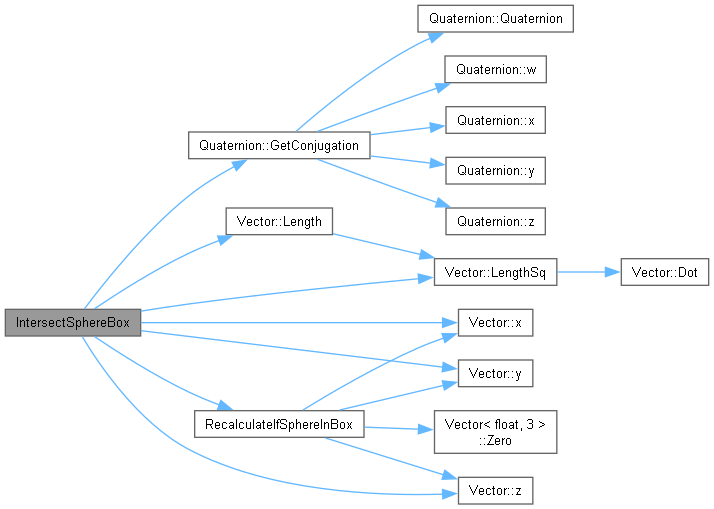 Quaternion::Quaternion
Quaternion::w
Quaternion::x
Quaternion::GetConjugation
Quaternion::y
Quaternion::z
Vector::Length
Vector::LengthSq
Vector::Dot
IntersectSphereBox
Vector::x
Vector::y
RecalculateIfSphereInBox
Vector< float, 3 >
::Zero
Vector::z